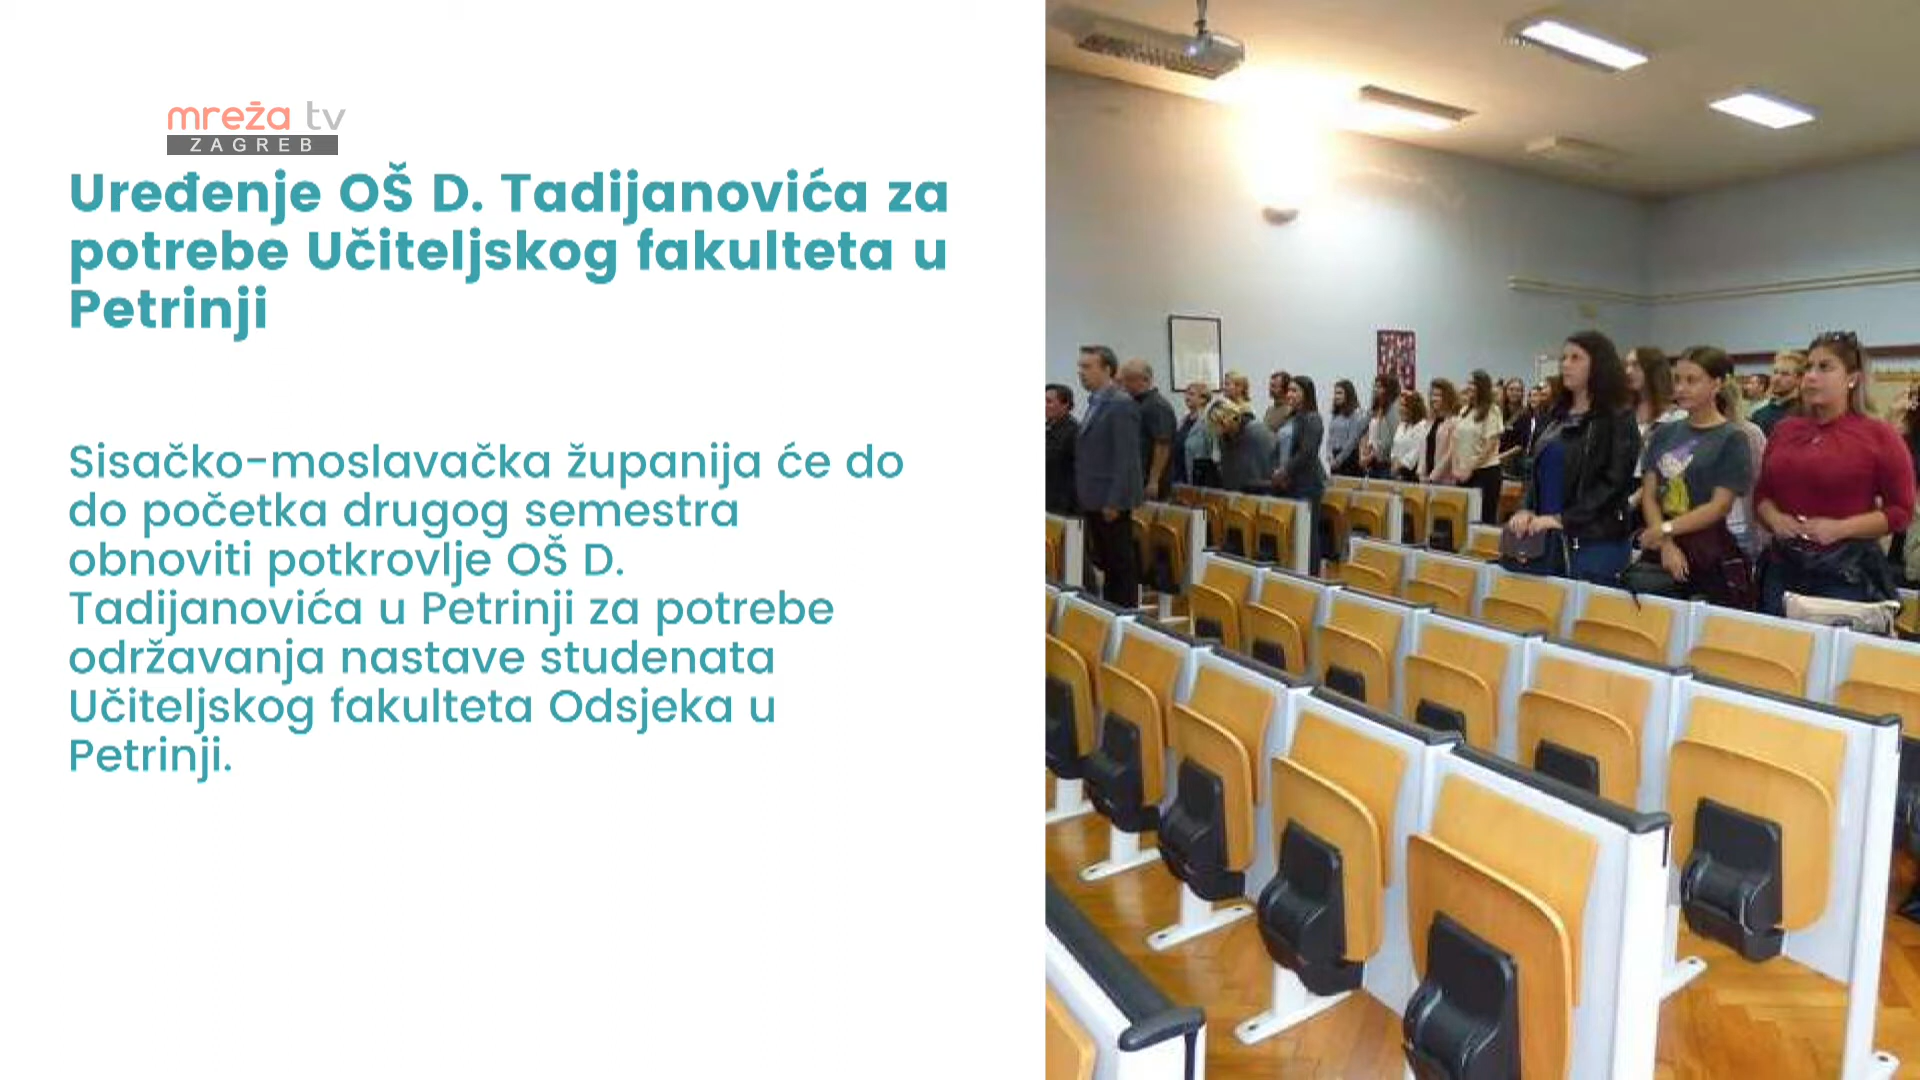 mreža tv
ZAGREB
Uređenje OŠ D. Tadijanovića za
potrebe Učiteljskog fakulteta u
Petrinji
Sisačko-moslavačka županija će do
do početka drugog semestra
obnoviti potkrovlje OŠ D.
Tadijanovića u Petrinji za potrebe
održavanja nastave studenata
Učiteljskog fakulteta Odsjeka u
Petrinji.